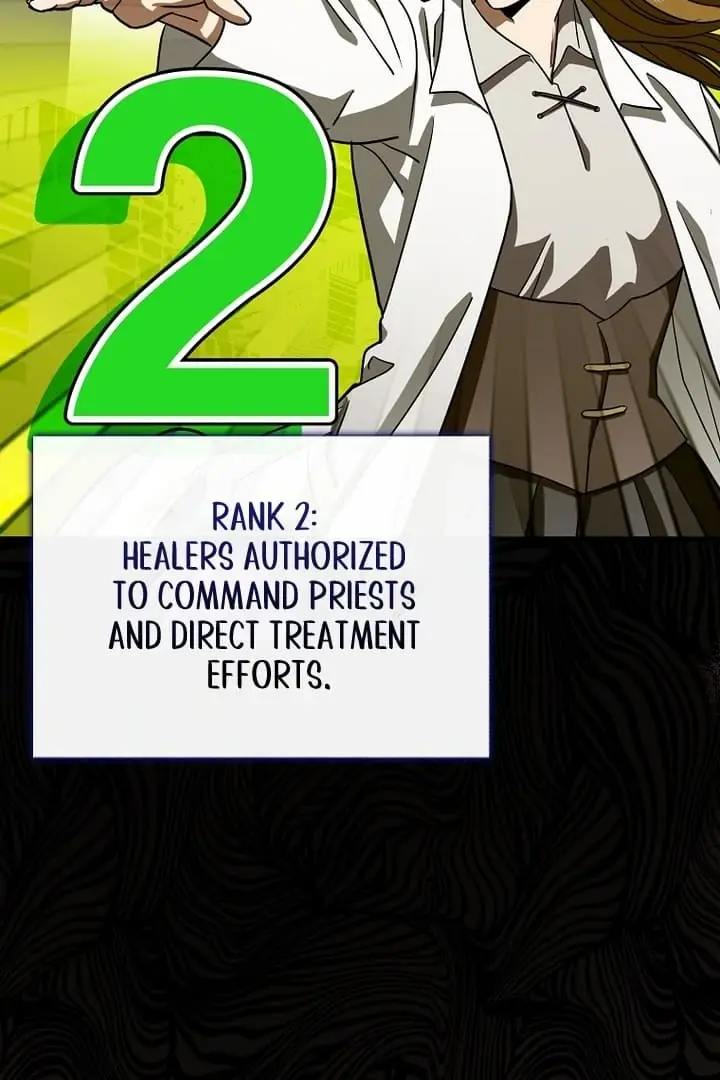 2
RANK 2:
HEALERS AUTHORIZED
TO COMMAND PRIESTS
AND DIRECT TREATMENT
EFFORTS.